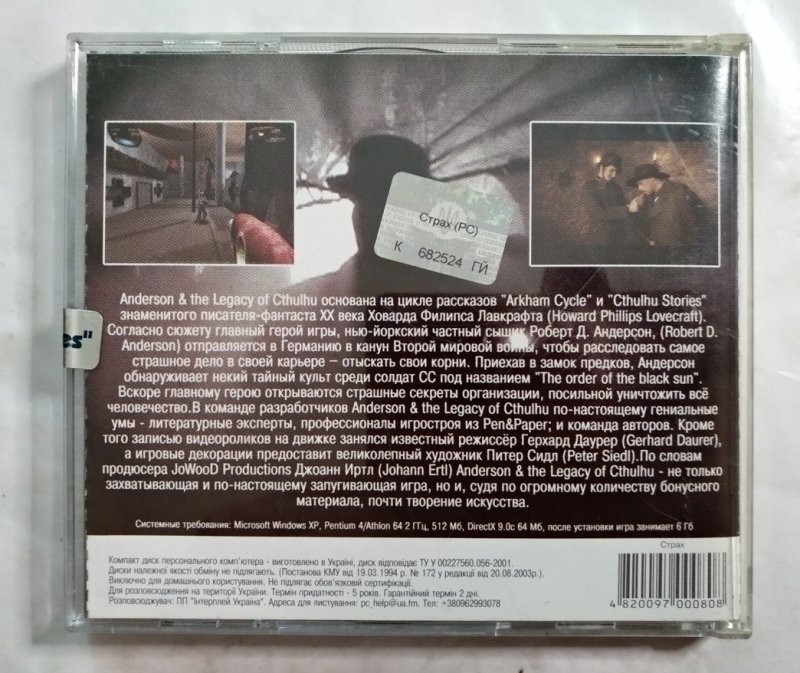 Страх (PC)
К 682524 ГЙ
es"
Anderson & the Legacy of Cthulhu основана на цикле рассказов "Arkham Cycle" и "Cthulhu Stories"
знаменитого писателя-фантаста XX века Ховарда Филипса Лавкрафта (Howard Phillips Lovecraft).
Согласно сюжету главный герой игры, нью-йоркский частный сыщик Роберт Д. Андерсон, (Robert D.
Anderson) отправляется в Германию в канун Второй мировой войны, чтобы расследовать самое
страшное дело в своей карьере – отыскать свои корни. Приехав в замок предков, Андерсон
обнаруживает некий тайный культ среди солдат СС под названием "The order of the black sun".
Вскоре главному герою открываются страшные секреты организации, посильной уничтожить всё
человечество.В команде разработчиков Anderson & the Legacy of Cthulhu по-настоящему гениальные
умы - литературные эксперты, профессионалы игростроя из Pen&Paper; и команда авторов. Кроме
того записью видеороликов на движке занялся известный режиссёр Герхард Даурер (Gerhard Daurer),
а игровые декорации предоставит великолепный художник Питер Сидл (Peter Siedl).По словам
продюсера JoWooD Productions Джоанн Иртл (Johann Ertl) Anderson & the Legacy of Cthulhu - не только
захватывающая и по-настоящему запугивающая игра, но и, судя по огромному количеству бонусного
материала, почти творение искусства.
Системные требования: Microsoft Windows XP, Pentium 4/Athlon 64 2 ГГц, 512 Мб, DirectX 9.0c 64 Мб, после установки игра занимает 6 Гб
Страх
Компакт диск персонального комп'ютера - виготовлено в Україні, диск відповідає ТУ У 00227560.056-2001.
Диски належної якості обміну не підлягають. (Постанова КМУ від 19.03.1994 р. № 172 у редакції від 20.08.2003р.).
Виключно для домашнього користування. Не підлягає обов'язковій сертифікації.
Для розповсюдження на території України. Термін придатності - 5 років. Гарантійний термін 2 дні.
Розповсюджувач: ПП "Інтерплей Україна". Адреса для листування: pc_help@ua.fm. Тел: +380962993078
4 820097 000808